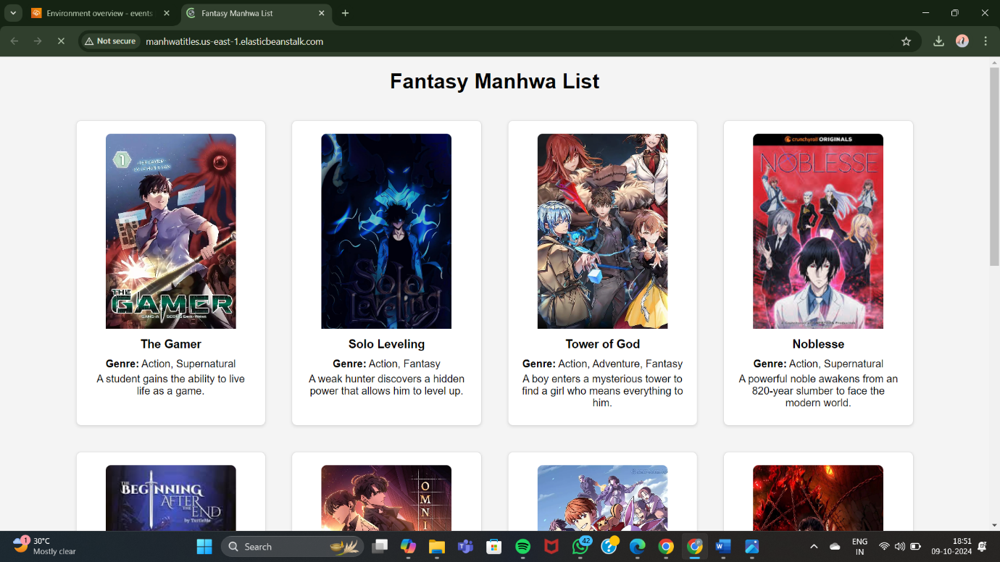 Environment overview - events
Fantasy Manhwa List
Not secure
manhwatitles.us-east-1.elasticbeanstalk.com
Fantasy Manhwa List
1
THE
GAMER
Solo
Leveling
crunchyroll ORIGINALS
NOBLESSE
The Gamer
Genre: Action, Supernatural
A student gains the ability to live
life as a game.
Solo Leveling
Genre: Action, Fantasy
A weak hunter discovers a hidden
power that allows him to level up.
Tower of God
Genre: Action, Adventure, Fantasy
A boy enters a mysterious tower to
find a girl who means everything to
him.
Noblesse
Genre: Action, Supernatural
A powerful noble awakens from an
820-year slumber to face the
modern world.
THE
BEGINNING
AFTER
THE END
by TurtleMe
OMNI
1
30°C
Mostly clear
Search
42
ENG
IN
18:51
09-10-2024